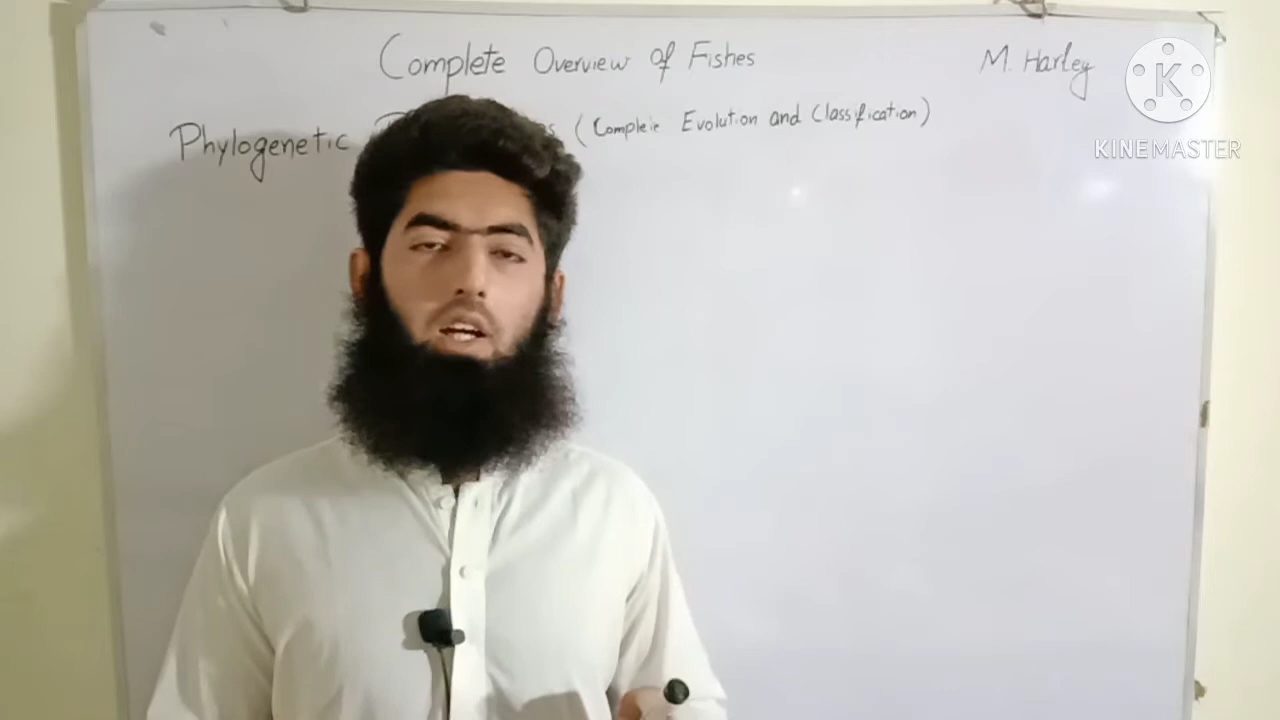 Complete Overview of Fishes
M. Harley
Phylogenetic (Complete Evolution and Classification)
K
KINEMASTER